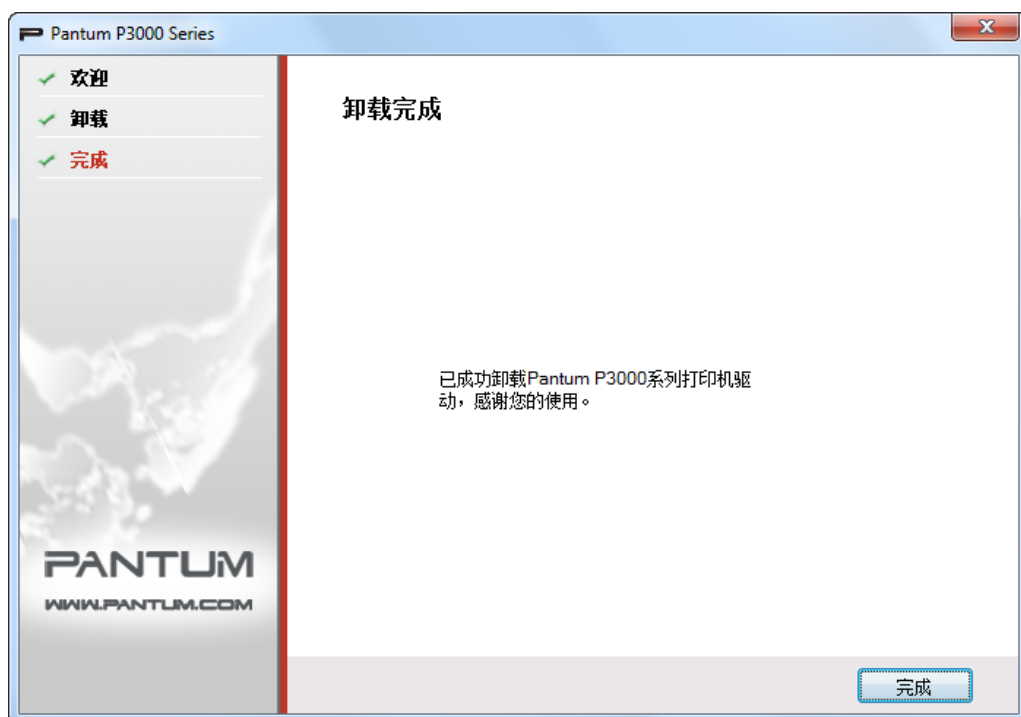 Pantum P3000 Series
欢迎
卸载
完成
卸载完成
已成功卸载Pantum P3000系列打印机驱
动，感谢您的使用。
PANTUM
WWW.PANTUM.COM
完成